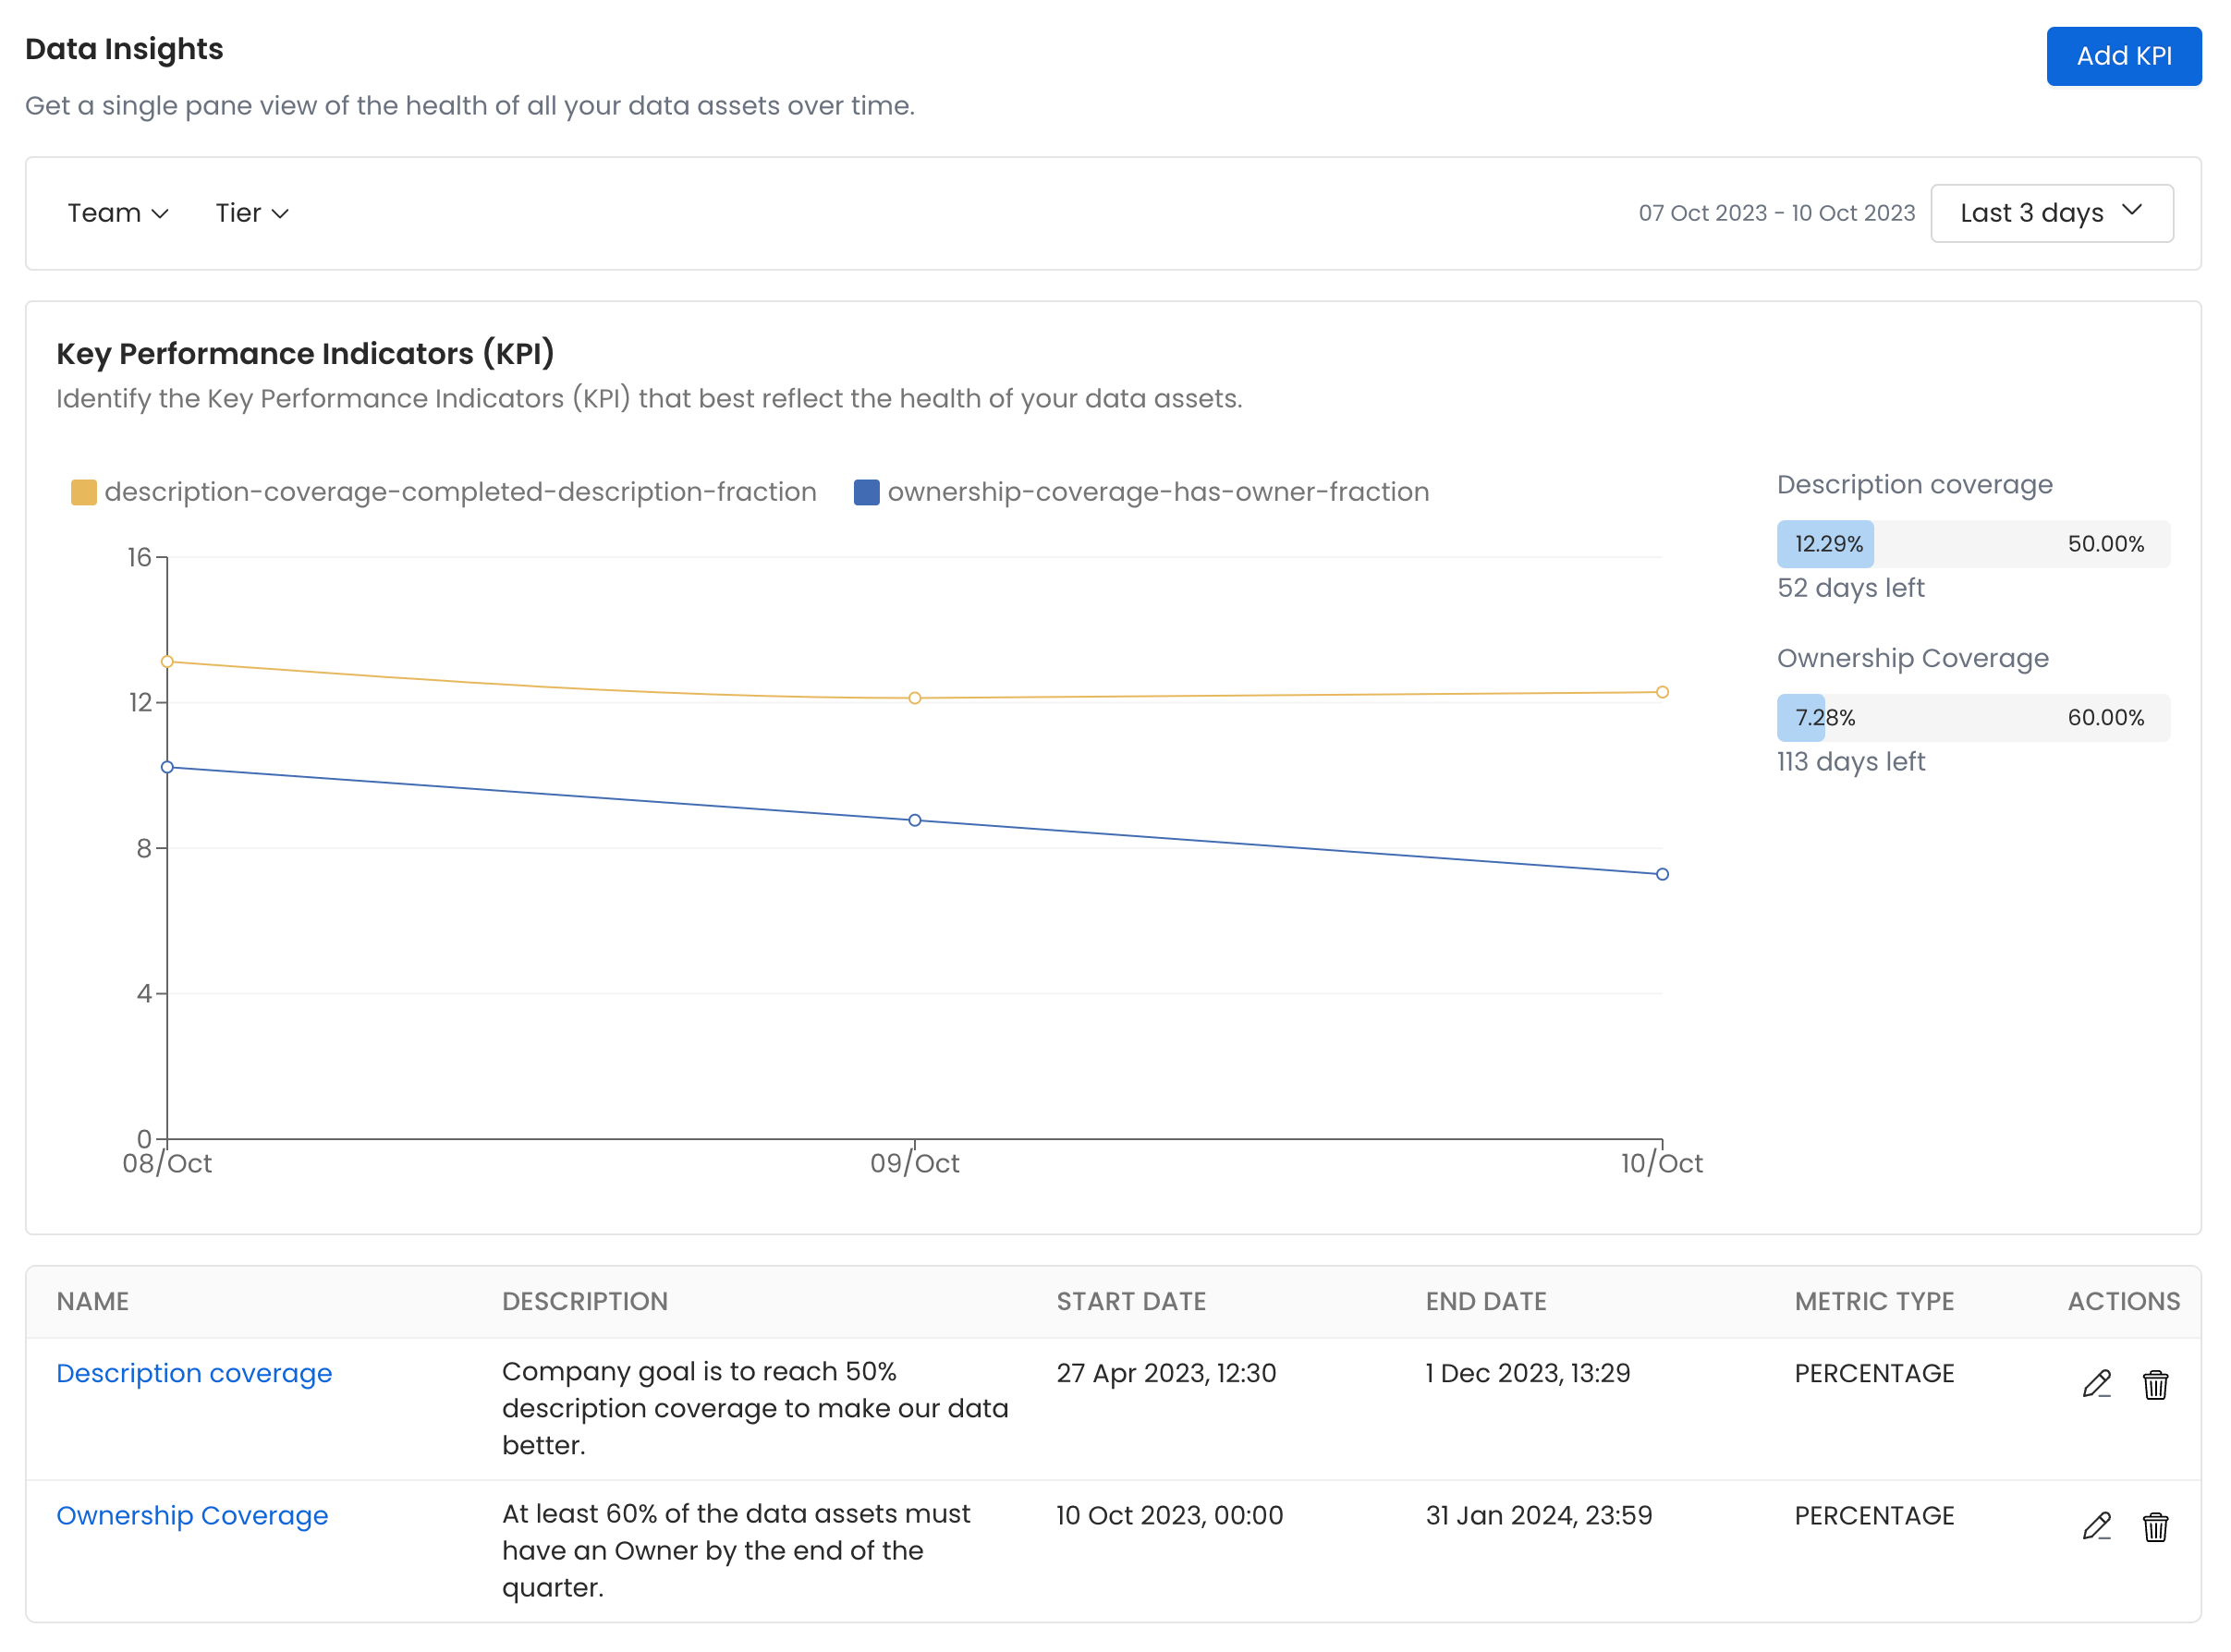 Data Insights
Add KPI
Get a single pane view of the health of all your data assets over time.
Team
Tier
07 Oct 2023 - 10 Oct 2023
Last 3 days
Key Performance Indicators (KPI)
Identify the Key Performance Indicators (KPI) that best reflect the health of your data assets.
description-coverage-completed-description-fraction
ownership-coverage-has-owner-fraction
16
12
8
4
0
08/Oct
09/Oct
10/Oct
Description coverage
12.29%
50.00%
52 days left
Ownership Coverage
7.28%
60.00%
113 days left
NAME
DESCRIPTION
START DATE
END DATE
METRIC TYPE
ACTIONS
Description coverage
Company goal is to reach 50%
description coverage to make our data
better.
27 Apr 2023, 12:30
1 Dec 2023, 13:29
PERCENTAGE
Ownership Coverage
At least 60% of the data assets must
have an Owner by the end of the
quarter.
10 Oct 2023, 00:00
31 Jan 2024, 23:59
PERCENTAGE